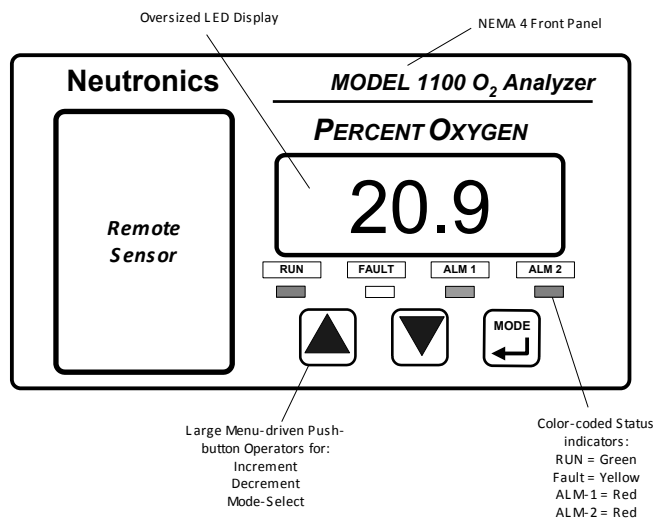 Oversized LED Display
NEMA 4 Front Panel
Neutronics
MODEL 1100 O2 Analyzer
PERCENT OXYGEN
20.9
Remote
Sensor
RUN
FAULT
ALM 1
ALM 2
MODE
Large Menu-driven Push-
button Operators for:
Increment
Decrement
Mode-Select
Color-coded Status
indicators:
RUN = Green
Fault = Yellow
ALM-1 = Red
ALM-2 = Red